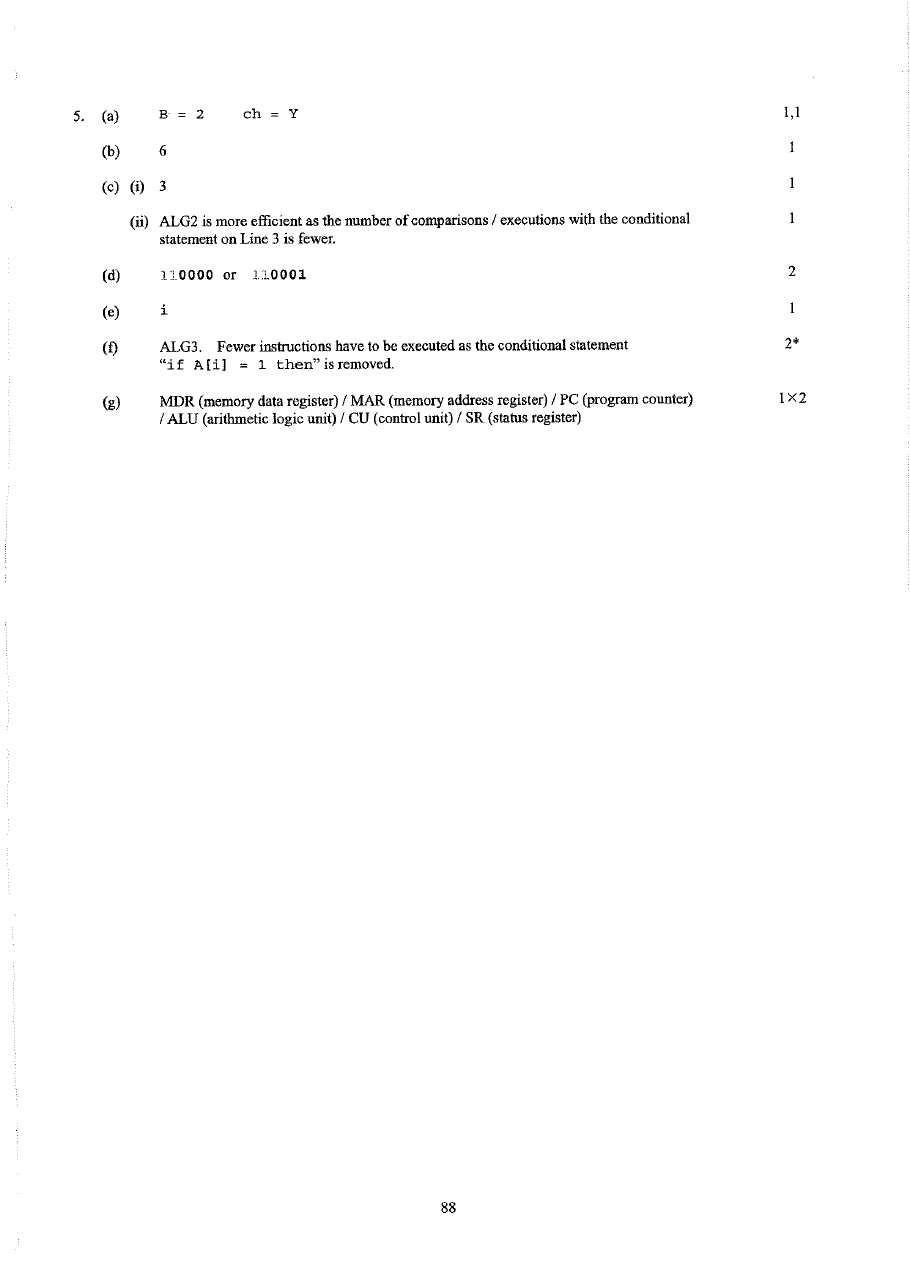 5. (a) B = 2 ch = Y 1,1
(b) 6 1
(c) (i) 3 1
(ii) ALG2 is more efficient as the number of comparisons / executions with the conditional 1
statement on Line 3 is fewer.
(d) 110000 or 110001 2
(e) i 1
(f) ALG3. Fewer instructions have to be executed as the conditional statement 2*
“if A[i] = 1 then” is removed.
(g) MDR (memory data register) / MAR (memory address register) / PC (program counter) 1×2
/ ALU (arithmetic logic unit) / CU (control unit) / SR (status register)
88